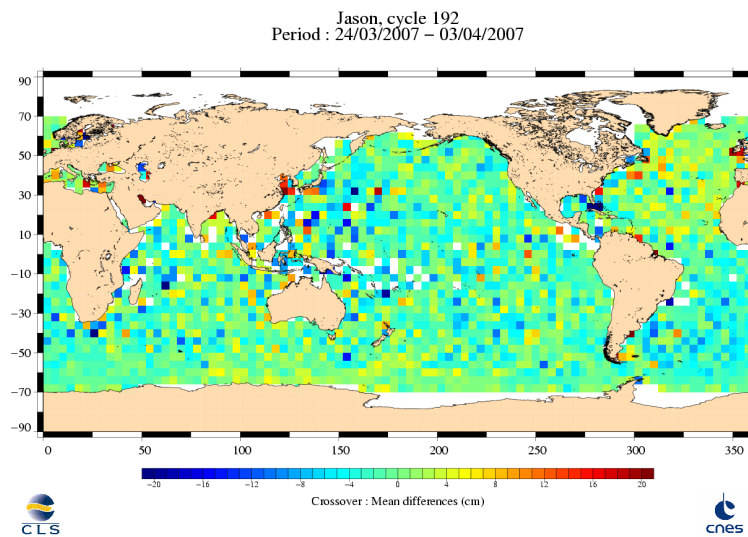 Jason, cycle 192
Period : 24/03/2007 − 03/04/2007
90
70
50
30
10
−10
−30
−50
−70
−90
0 50 100 150 200 250 300 350
−20 −16 −12 −8 −4 0 4 8 12 16 20
Crossover : Mean differences (cm)
CLS
cnes